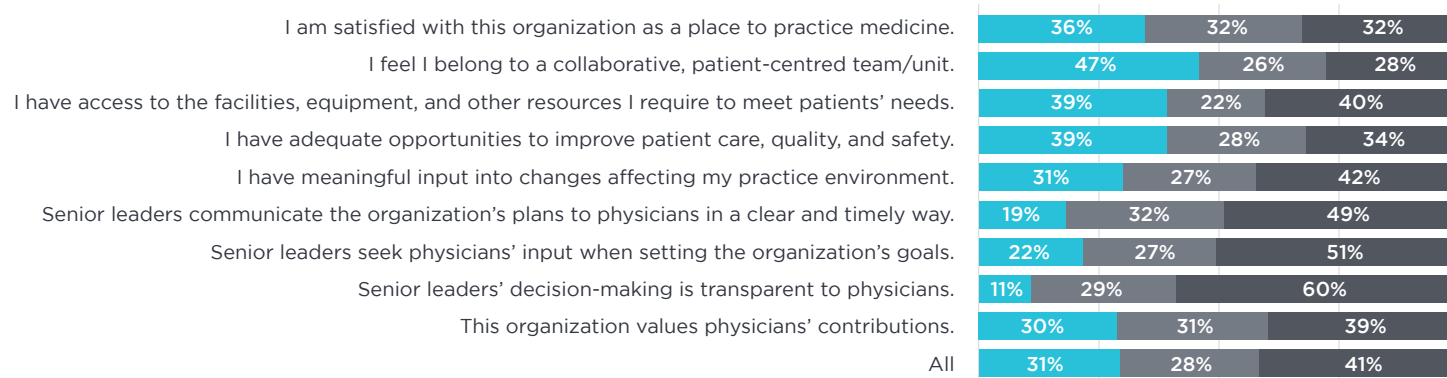 I am satisfied with this organization as a place to practice medicine. 36% 32% 32%
I feel I belong to a collaborative, patient-centred team/unit. 47% 26% 28%
I have access to the facilities, equipment, and other resources I require to meet patients’ needs. 39% 22% 40%
I have adequate opportunities to improve patient care, quality, and safety. 39% 28% 34%
I have meaningful input into changes affecting my practice environment. 31% 27% 42%
Senior leaders communicate the organization’s plans to physicians in a clear and timely way. 19% 32% 49%
Senior leaders seek physicians’ input when setting the organization’s goals. 22% 27% 51%
Senior leaders’ decision-making is transparent to physicians. 11% 29% 60%
This organization values physicians’ contributions. 30% 31% 39%
All 31% 28% 41%